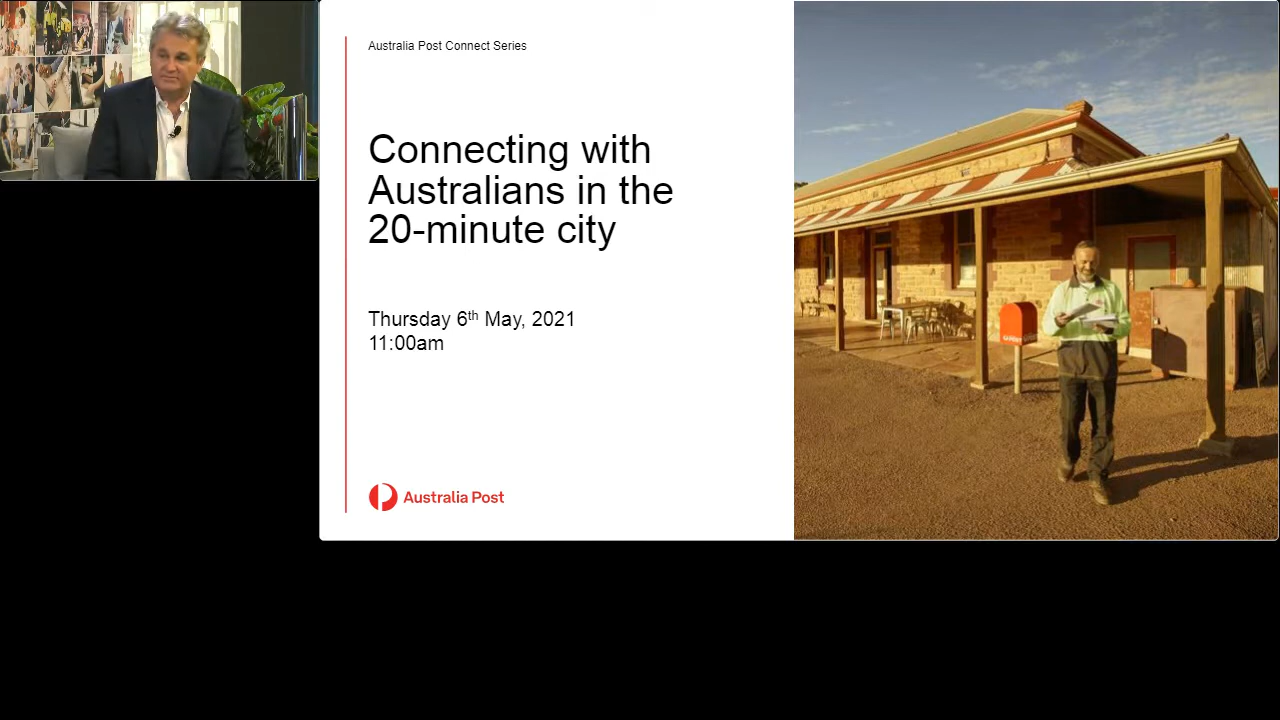 Australia Post Connect Series
Connecting with
Australians in the
20-minute city
Thursday 6th May, 2021
11:00am
Australia Post